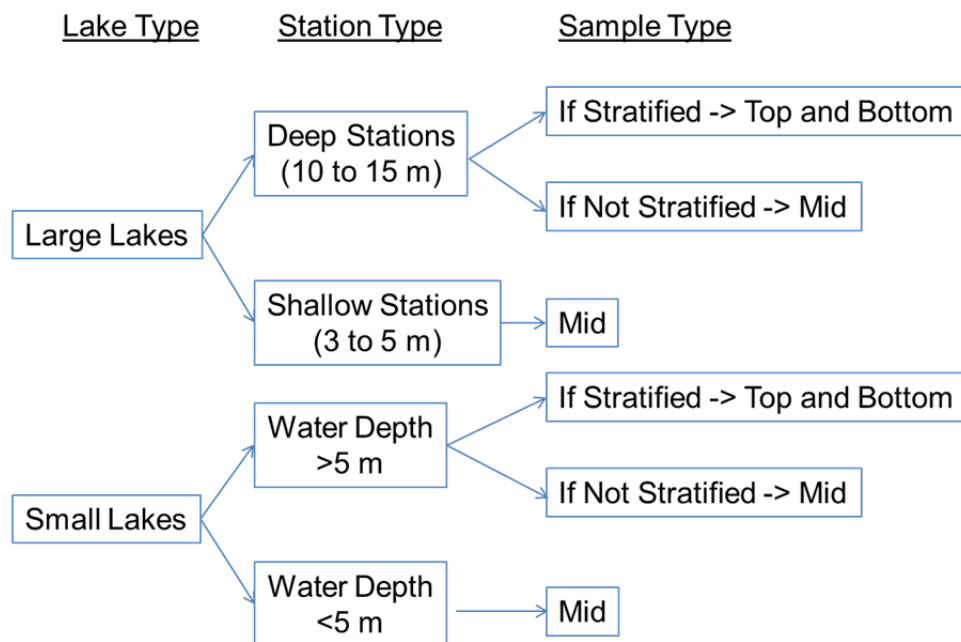 Lake Type
Station Type
Sample Type
Large Lakes
Deep Stations
(10 to 15 m)
If Stratified -> Top and Bottom
If Not Stratified -> Mid
Shallow Stations
(3 to 5 m)
Mid
Small Lakes
Water Depth
>5 m
If Stratified -> Top and Bottom
If Not Stratified -> Mid
Water Depth
<5 m
Mid